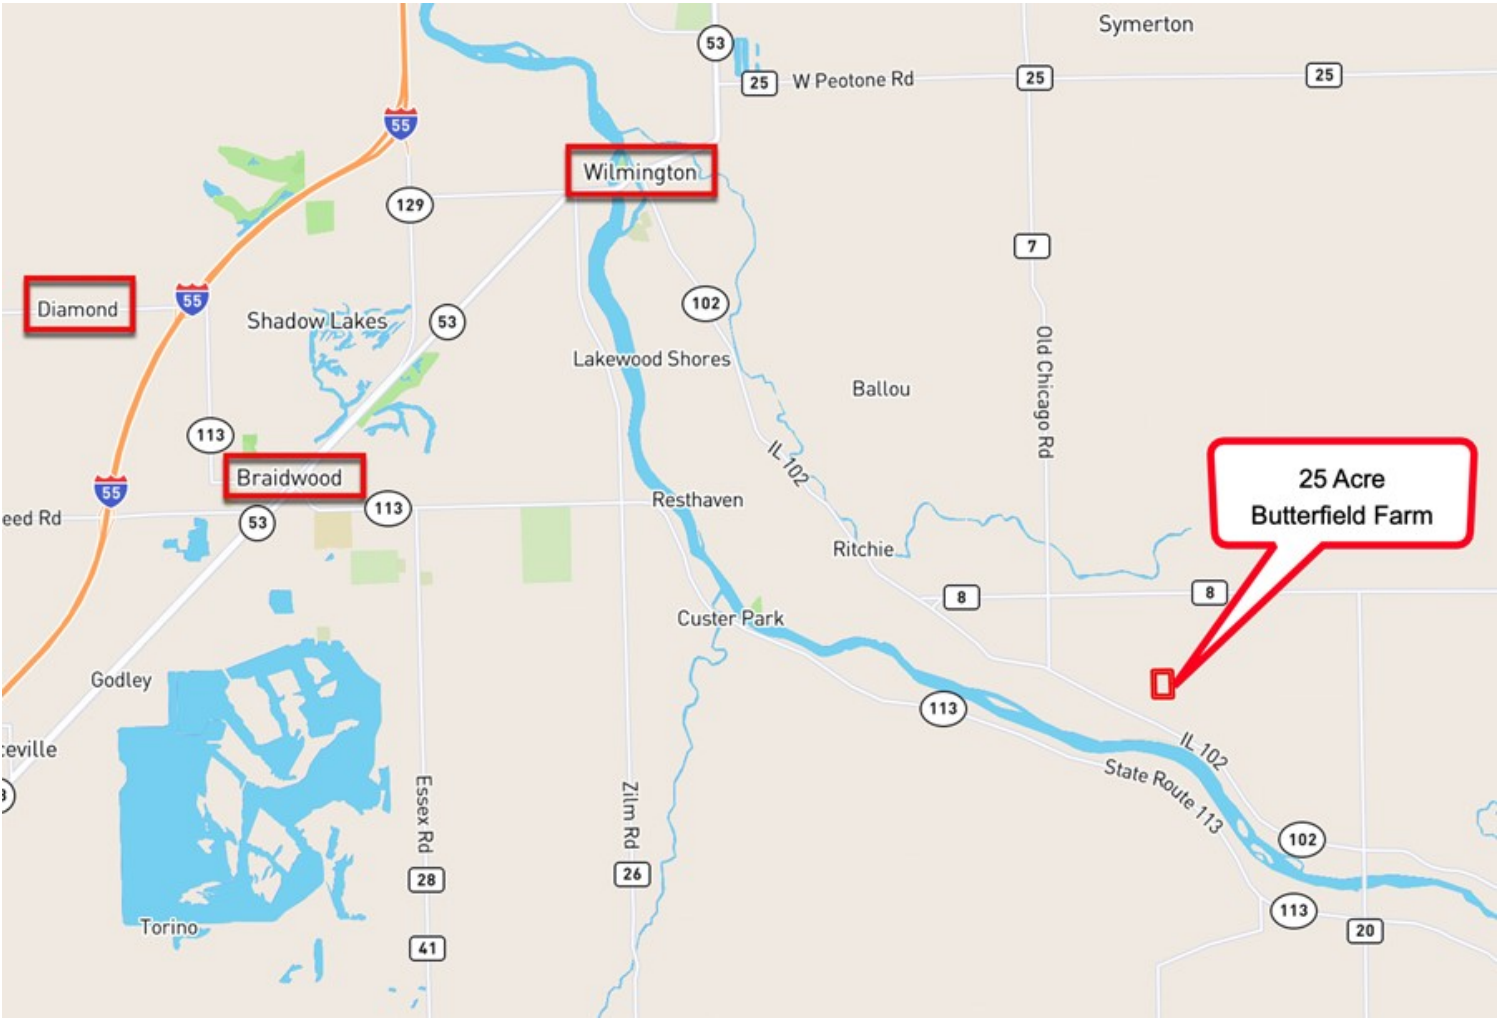 Symerton
53
25
W Peotone Rd
25
25
55
Wilmington
129
7
Diamond
55
102
Shadow Lakes
53
Lakewood Shores
Old Chicago Rd
Ballou
113
IL 102
Braidwood
25 Acre
Butterfield Farm
55
Resthaven
113
eed Rd
53
Ritchie
8
8
Custer Park
Godley
113
IL 102
ceville
State Route 113
Essex Rd
Zilm Rd
3
102
28
26
113
Torino
20
41